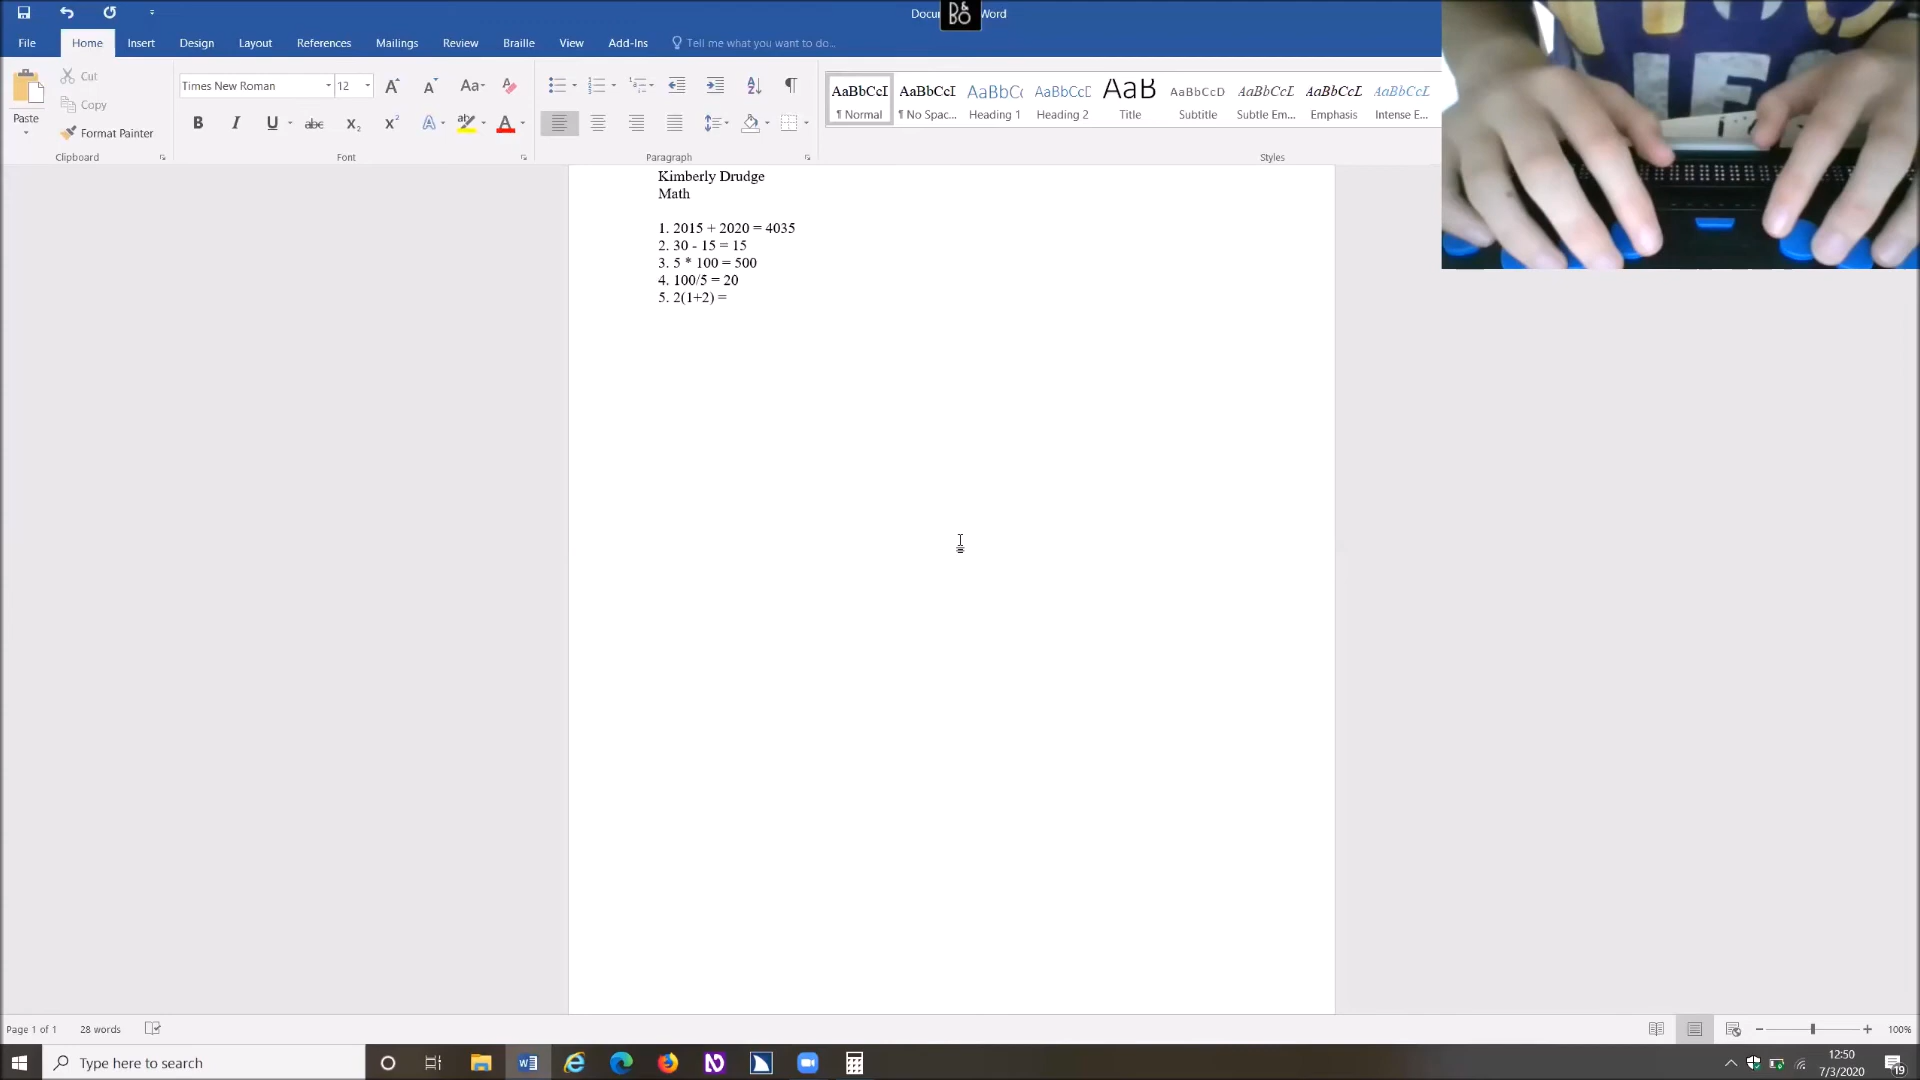 Document - Word
B&O
File Home Insert Design Layout References Mailings Review Braille View Add-Ins Tell me what you want to do...
Paste
Cut
Copy
Format Painter
Times New Roman 12
Clipboard Font Paragraph Styles
AaBbCcI ¶ Normal
AaBbCcI ¶ No Spac...
AaBbC Heading 1
AaBbCcI Heading 2
AaB Title
AaBbCcD Subtitle
AaBbCcL Subtle Em...
AaBbCcL Emphasis
AaBbCcL Intense E...
Kimberly Drudge
Math
1. 2015 + 2020 = 4035
2. 30 - 15 = 15
3. 5 * 100 = 500
4. 100/5 = 20
5. 2(1+2) =
Page 1 of 1 28 words 100%
Type here to search
12:50
7/3/2020
19